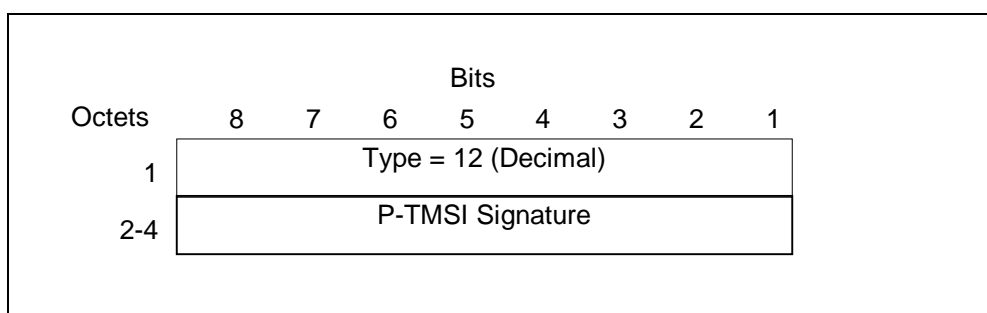 Bits
Octets 8 7 6 5 4 3 2 1
1 Type = 12 (Decimal)
2-4 P-TMSI Signature